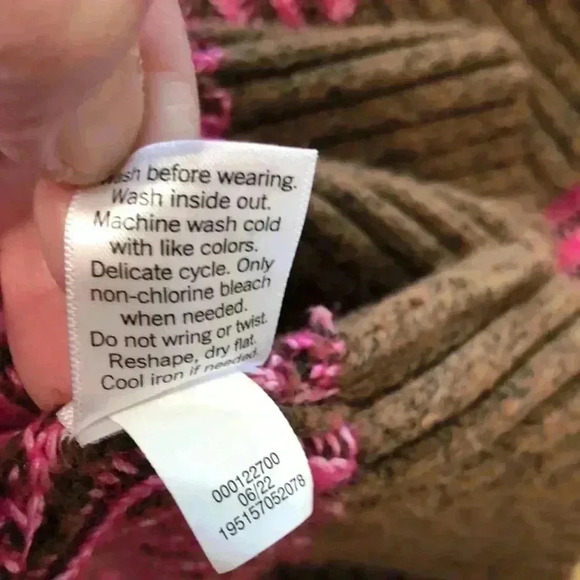 Wash before wearing.
Wash inside out.
Machine wash cold
with like colors.
Delicate cycle. Only
non-chlorine bleach
when needed.
Do not wring or twist.
Reshape, dry flat.
Cool iron if needed.
000122700
06/22
195157052078